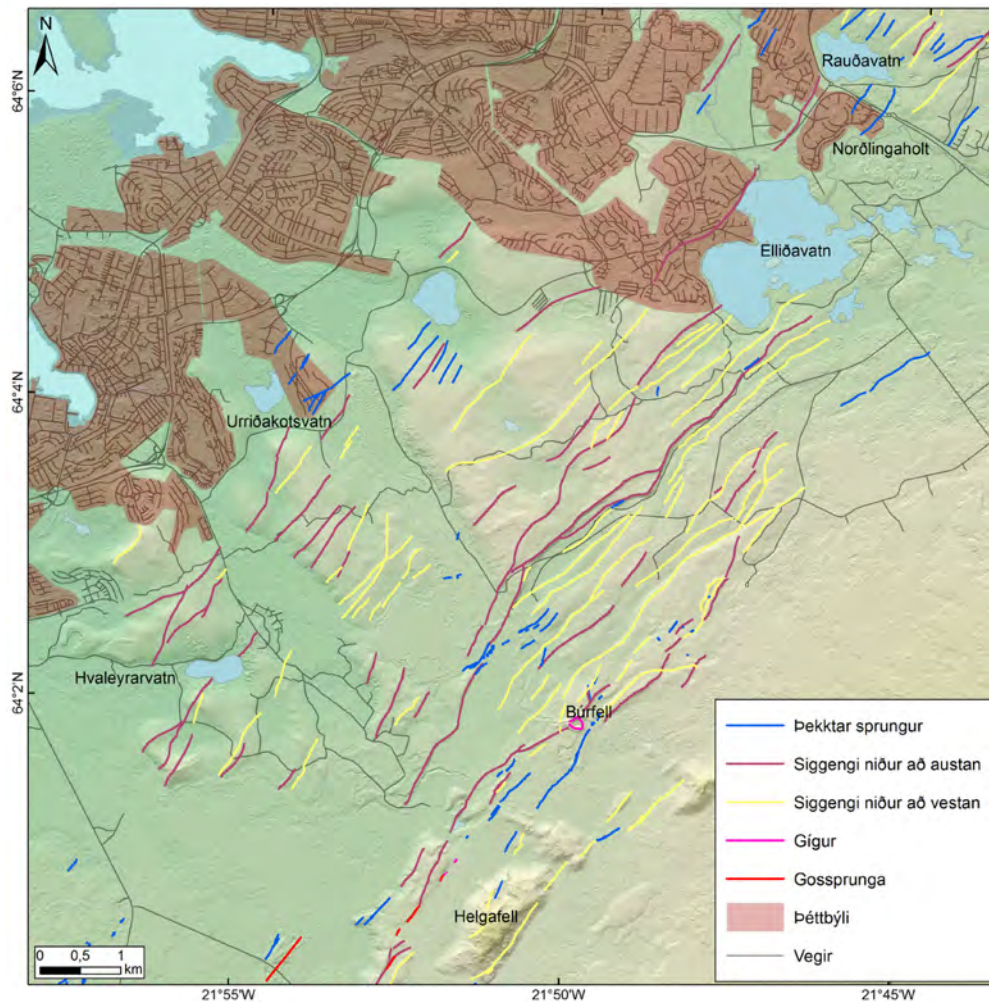 N
64°6'N
64°4'N
64°2'N
Rauðavatn
Norðlingaholt
Elliðavatn
Urriðakotsvatn
Hvaleyrarvatn
Búrfell
Helgafell
Þekktar sprungur
Siggengi niður að austan
Siggengi niður að vestan
Gígur
Gossprunga
Þéttbýli
Vegir
0 0,5 1
km
21°55'W
21°50'W
21°45'W